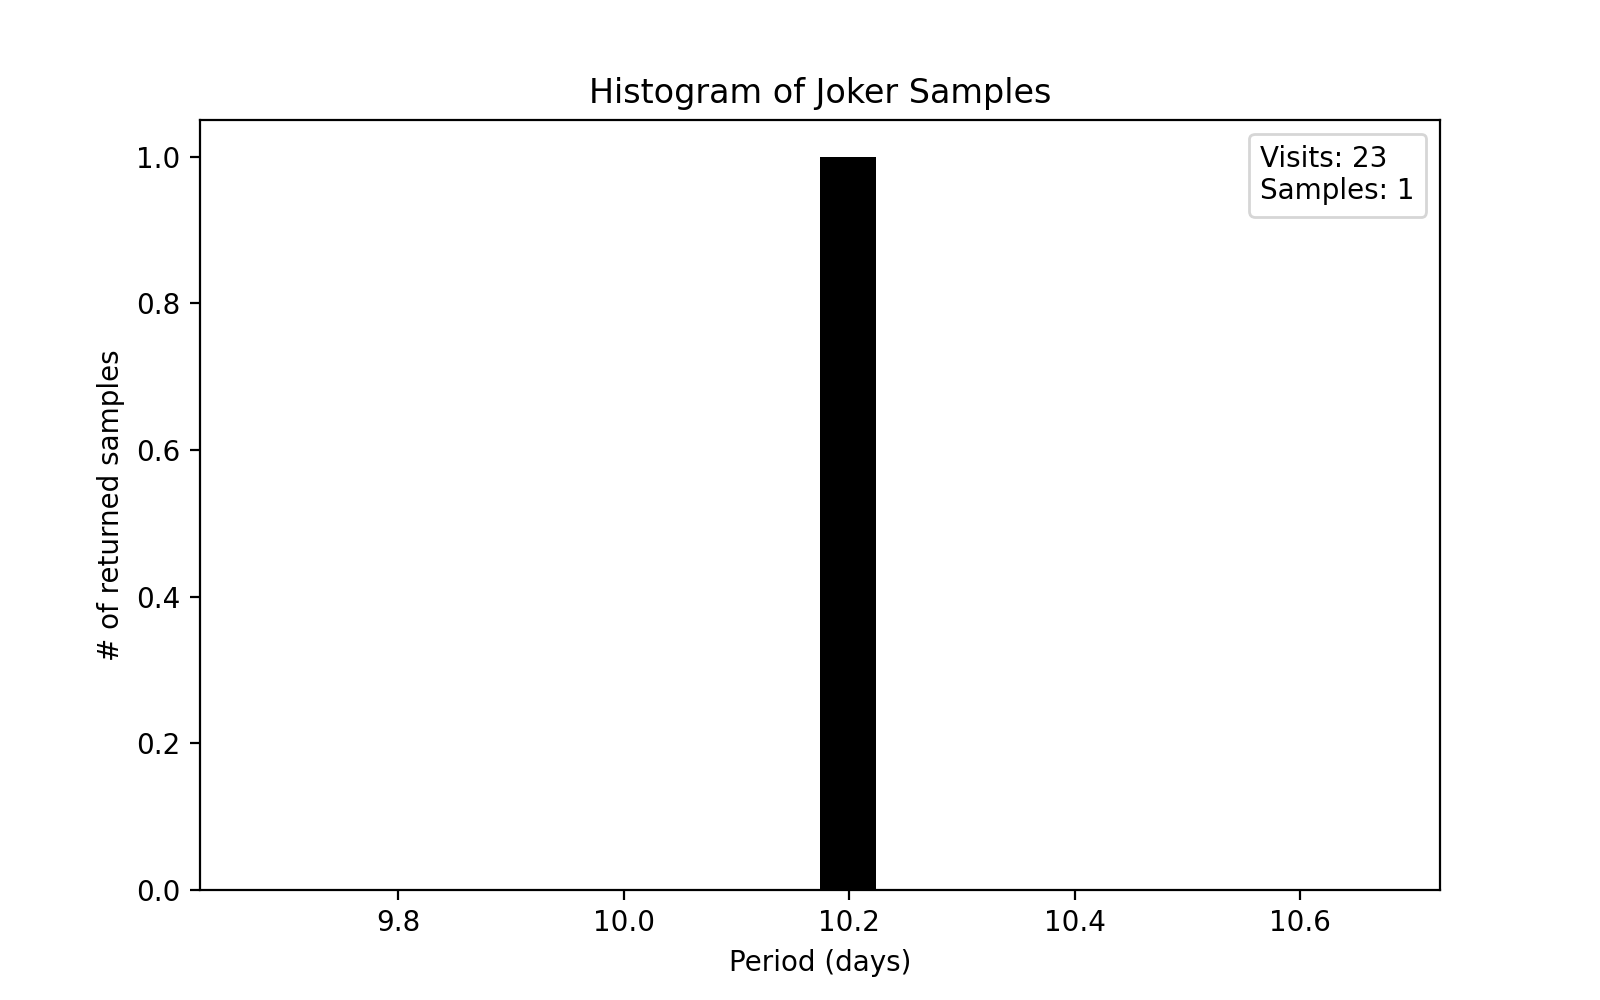 Histogram of Joker Samples
Visits: 23
Samples: 1
# of returned samples
1.0
0.8
0.6
0.4
0.2
0.0
9.8 10.0 10.2 10.4 10.6
Period (days)